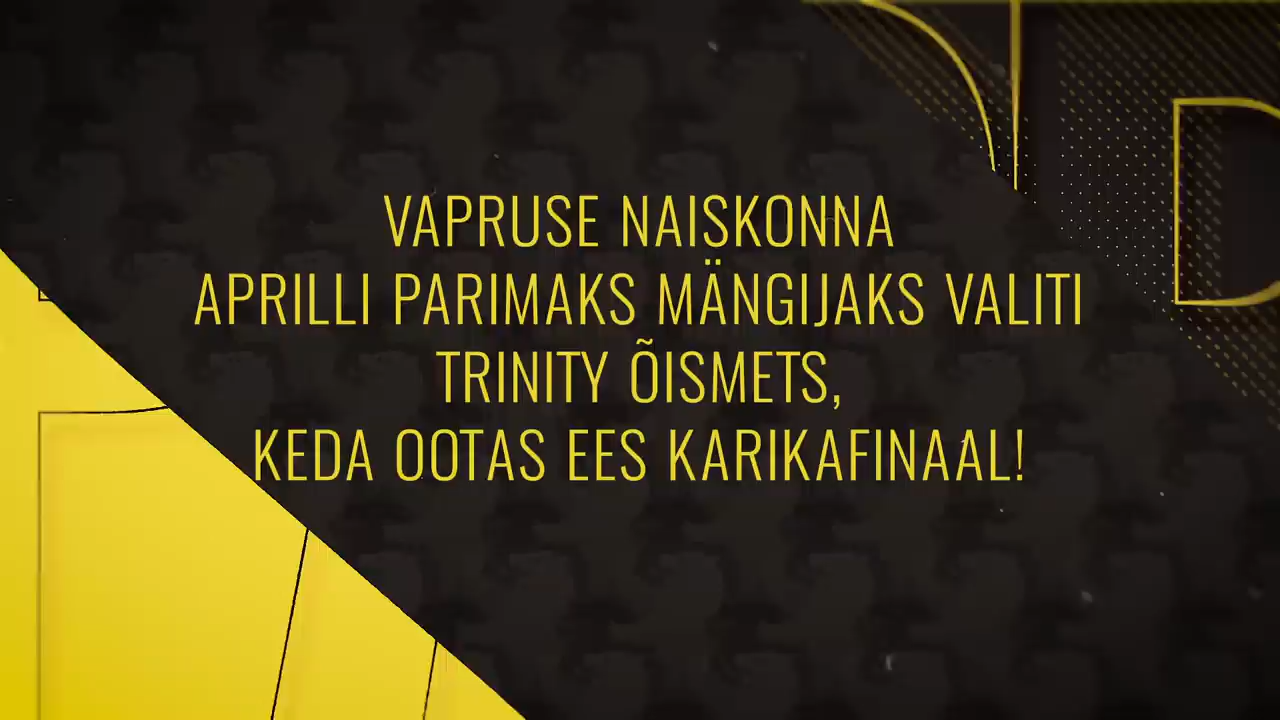 VAPRUSE NAISKONNA
APRILLI PARIMAKS MÄNGIJAKS VALITI
TRINITY ÕISMETS,
KEDA OOTAS EES KARIKAFINAAL!